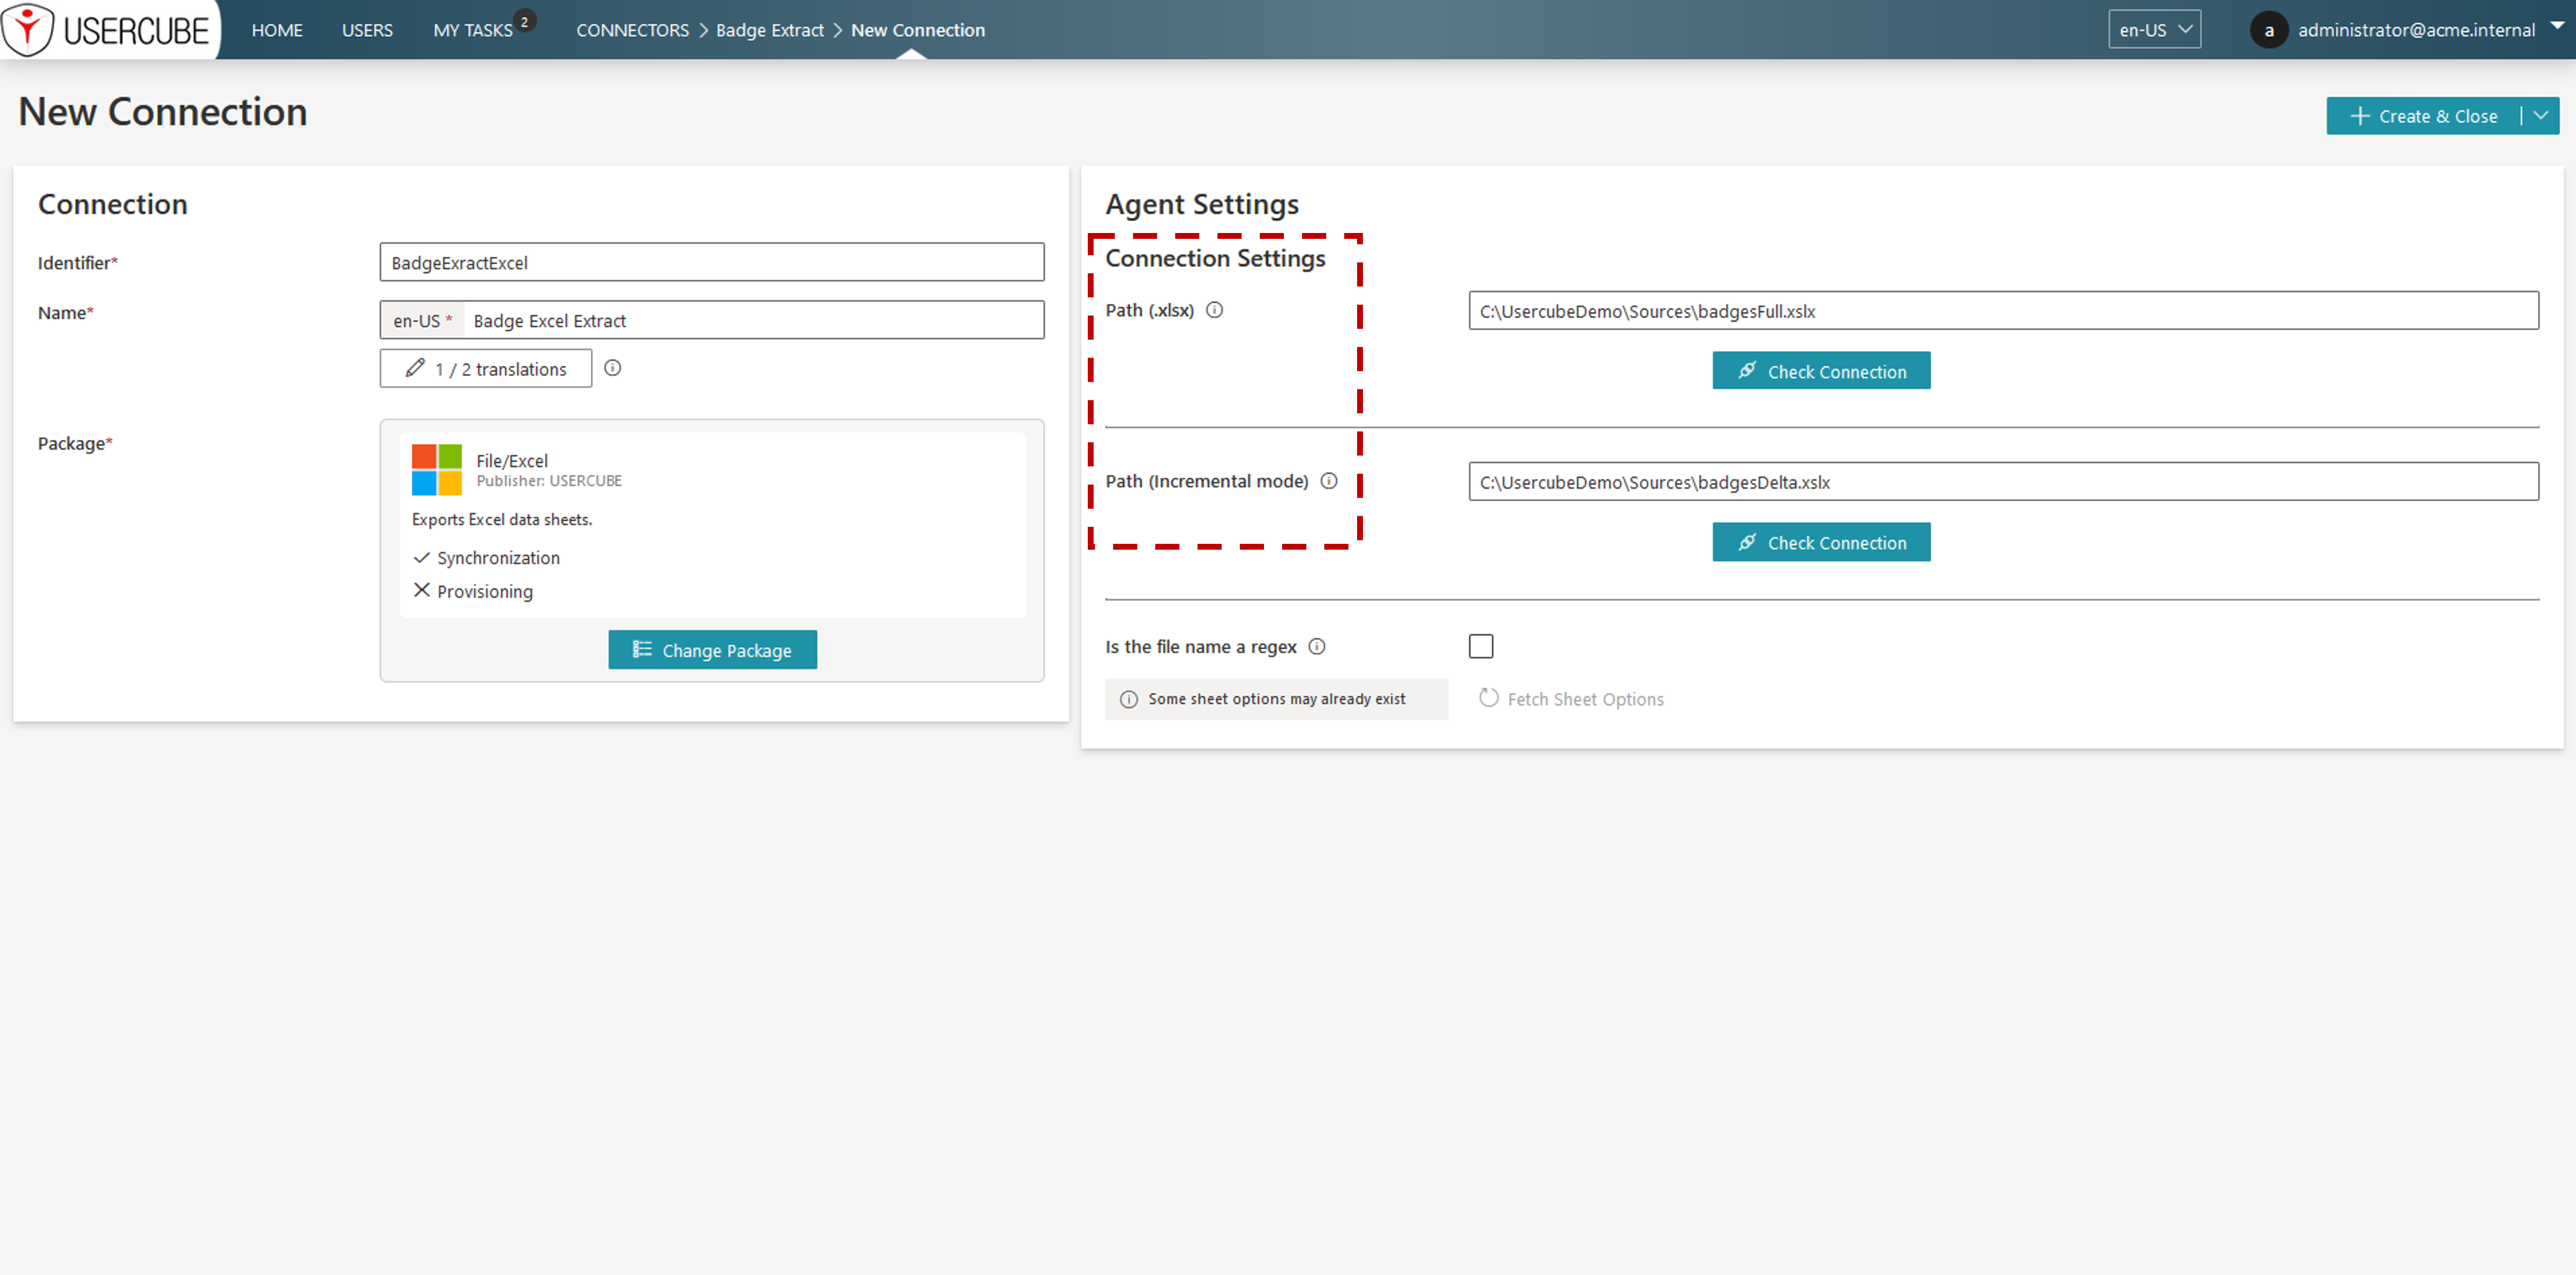 USERCUBE HOME USERS MY TASKS 2 CONNECTORS > Badge Extract > New Connection en-US a administrator@acme.internal
New Connection
Create & Close
Connection
Identifier* BadgeExractExcel
Name* en-US * Badge Excel Extract
1 / 2 translations
Package*
File/Excel
Publisher: USERCUBE
Exports Excel data sheets.
Synchronization
Provisioning
Change Package
Agent Settings
Connection Settings
Path (.xlsx) C:\UsercubeDemo\Sources\badgesFull.xslx
Check Connection
Path (Incremental mode) C:\UsercubeDemo\Sources\badgesDelta.xslx
Check Connection
Is the file name a regex
Some sheet options may already exist Fetch Sheet Options